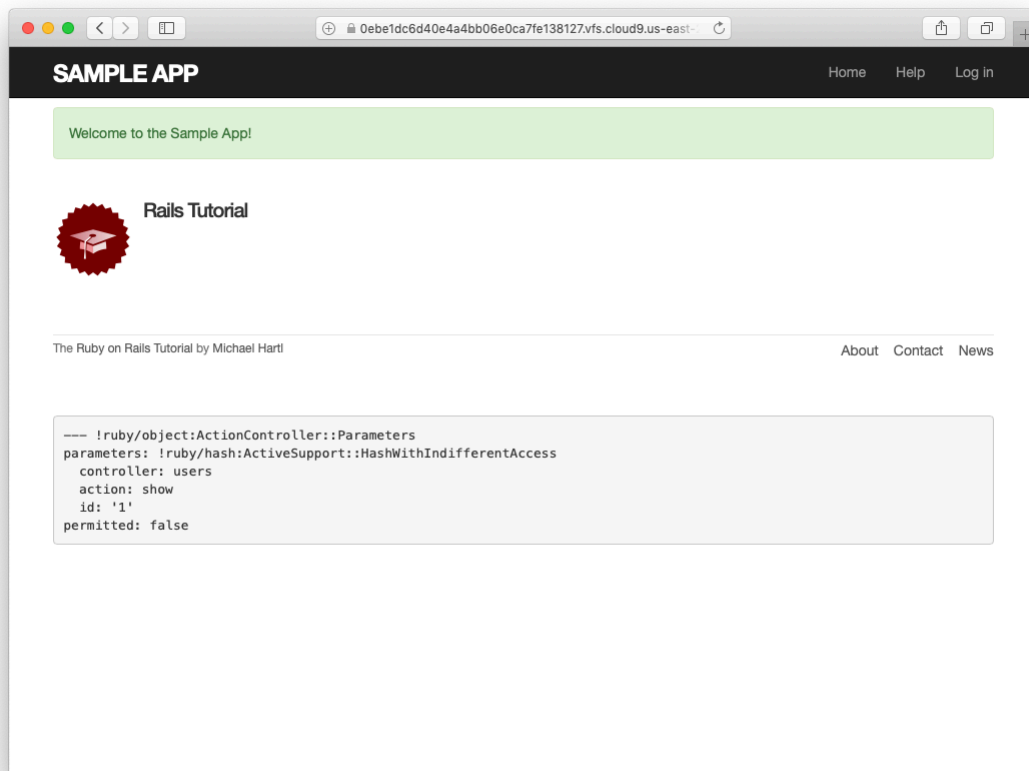 0ebe1dc6d40e4a4bb06e0ca7fe138127.vfs.cloud9.us-east-
SAMPLE APP Home Help Log in
Welcome to the Sample App!
Rails Tutorial
The Ruby on Rails Tutorial by Michael Hartl About Contact News
--- !ruby/object:ActionController::Parameters
parameters: !ruby/hash:ActiveSupport::HashWithIndifferentAccess
  controller: users
  action: show
  id: '1'
permitted: false